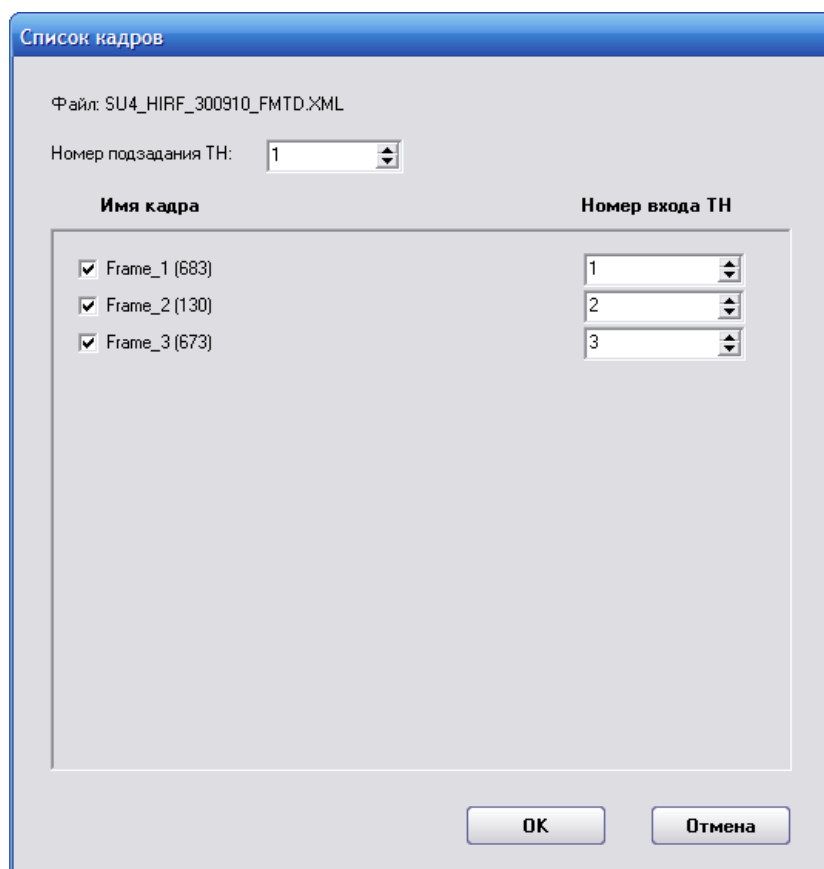 Список кадров
Файл: SU4_HIRF_300910_FMTD.XML
Номер подзадания ТН: 1
Имя кадра Номер входа ТН
Frame_1 (683) 1
Frame_2 (130) 2
Frame_3 (673) 3
OK Отмена